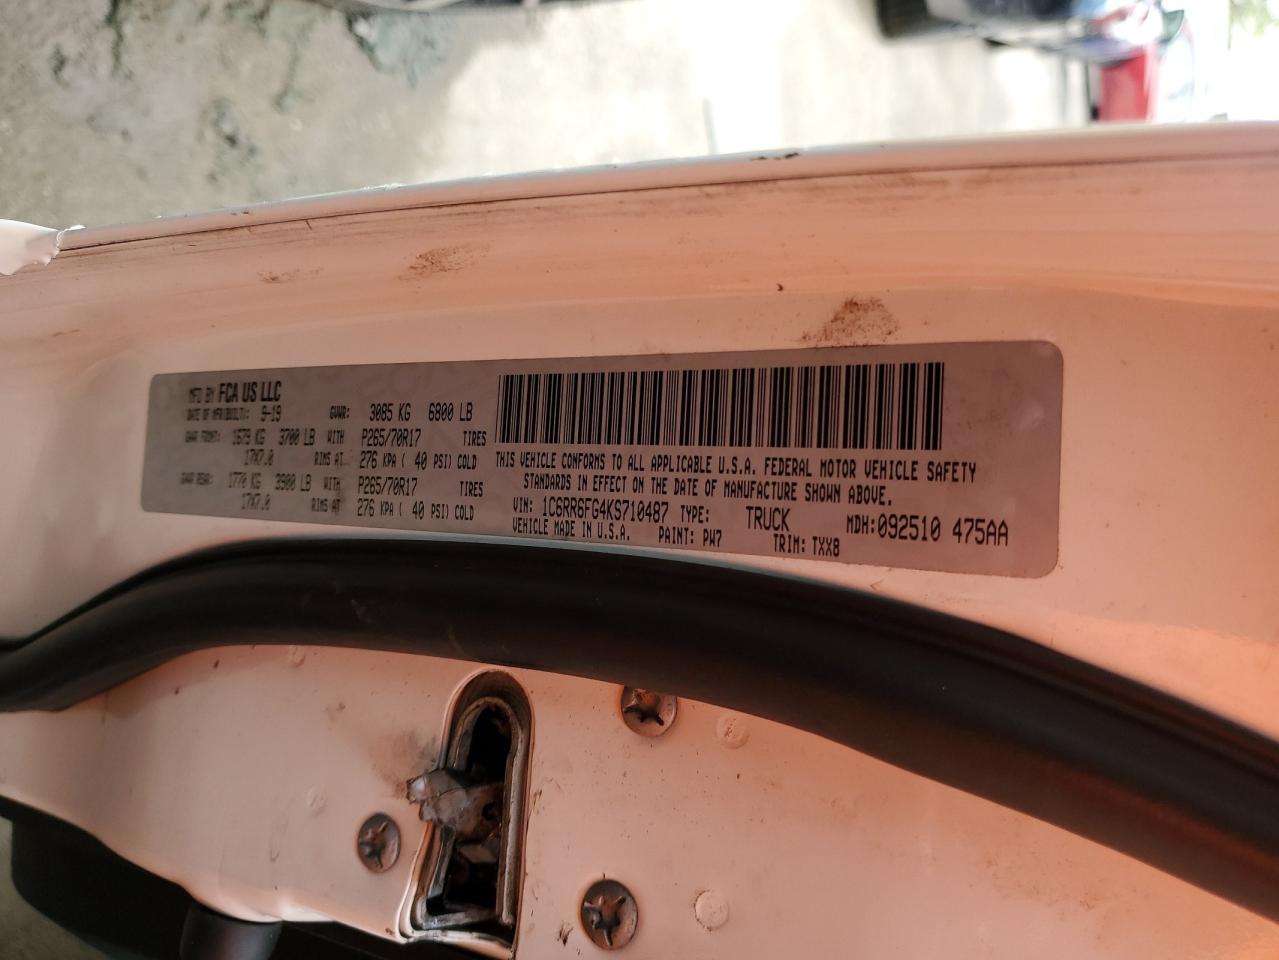 MFD BY FCA US LLC
DATE OF MFR(BUILT): 9-19 GVWR: 3085 KG 6800 LB
GAWR FRONT: 1679 KG 3700 LB WITH P265/70R17 TIRES
17X7.0 RIMS AT 276 KPA ( 40 PSI) COLD
GAWR REAR: 1770 KG 3900 LB WITH P265/70R17 TIRES
17X7.0 RIMS AT 276 KPA ( 40 PSI) COLD
THIS VEHICLE CONFORMS TO ALL APPLICABLE U.S.A. FEDERAL MOTOR VEHICLE SAFETY
STANDARDS IN EFFECT ON THE DATE OF MANUFACTURE SHOWN ABOVE.
VIN: 1C6RR6FG4KS710487 TYPE: TRUCK MDH:092510 475AA
VEHICLE MADE IN U.S.A. PAINT: PW7 TRIM: TXX8